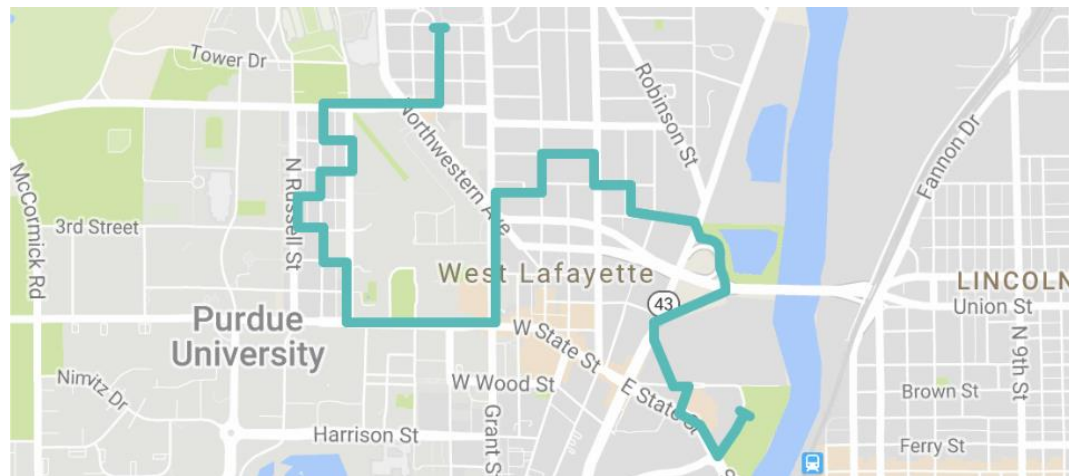 Tower Dr
Robinson St
Fannon Dr
McCormick Rd
Northwestern Ave
N Russell St
3rd Street
West Lafayette
LINCOLN
43
Union St
Purdue
University
W State St
N 9th St
Nimitz Dr
W Wood St
E State St
Brown St
Grant St
Harrison St
Ferry St